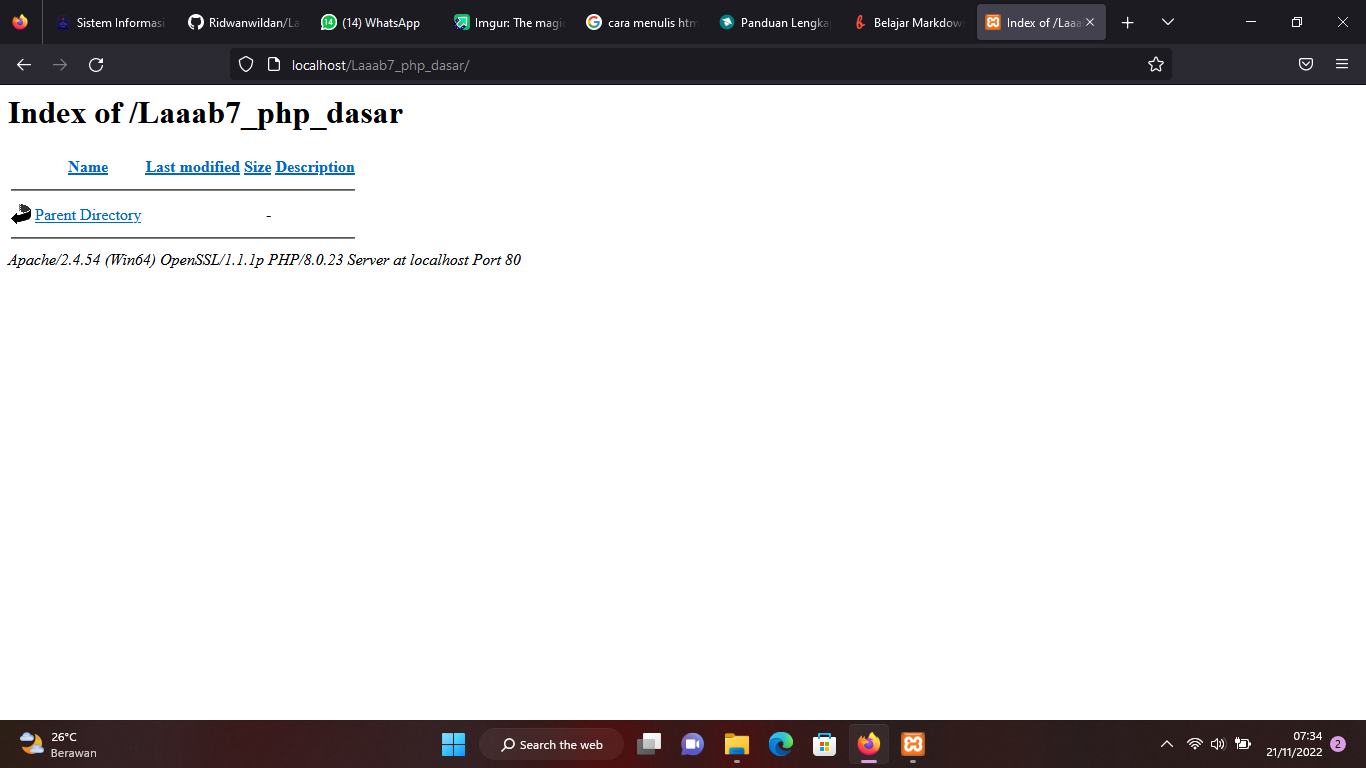 Sistem Informasi
Ridwanwildan/La
(14) WhatsApp
Imgur: The magi
cara menulis htm
Panduan Lengka
Belajar Markdow
Index of /Laaa
localhost/Laaab7_php_dasar/
Index of /Laaab7_php_dasar
Name Last modified Size Description
Parent Directory -
Apache/2.4.54 (Win64) OpenSSL/1.1.1p PHP/8.0.23 Server at localhost Port 80
26°C
Berawan
Search the web
07:34
21/11/2022
2